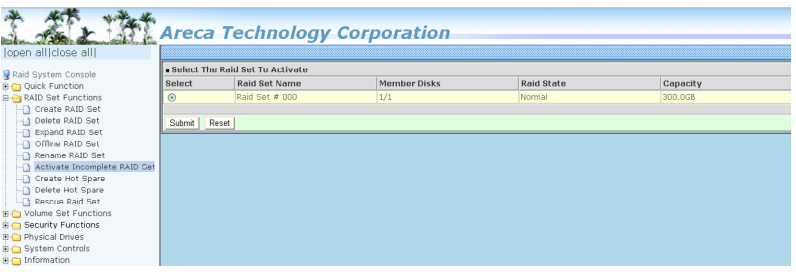 Areca Technology Corporation
|open all|close all|
Raid System Console
Quick Function
RAID Set Functions
Create RAID Set
Delete RAID Set
Expand RAID Set
Offline RAID Set
Rename RAID Set
Activate Incomplete RAID Set
Create Hot Spare
Delete Hot Spare
Rescue Raid Set
Volume Set Functions
Security Functions
Physical Drives
System Controls
Information
Select The Raid Set To Activate
Select Raid Set Name Member Disks Raid State Capacity
Raid Set # 000 1/1 Normal 300.0GB
Submit Reset